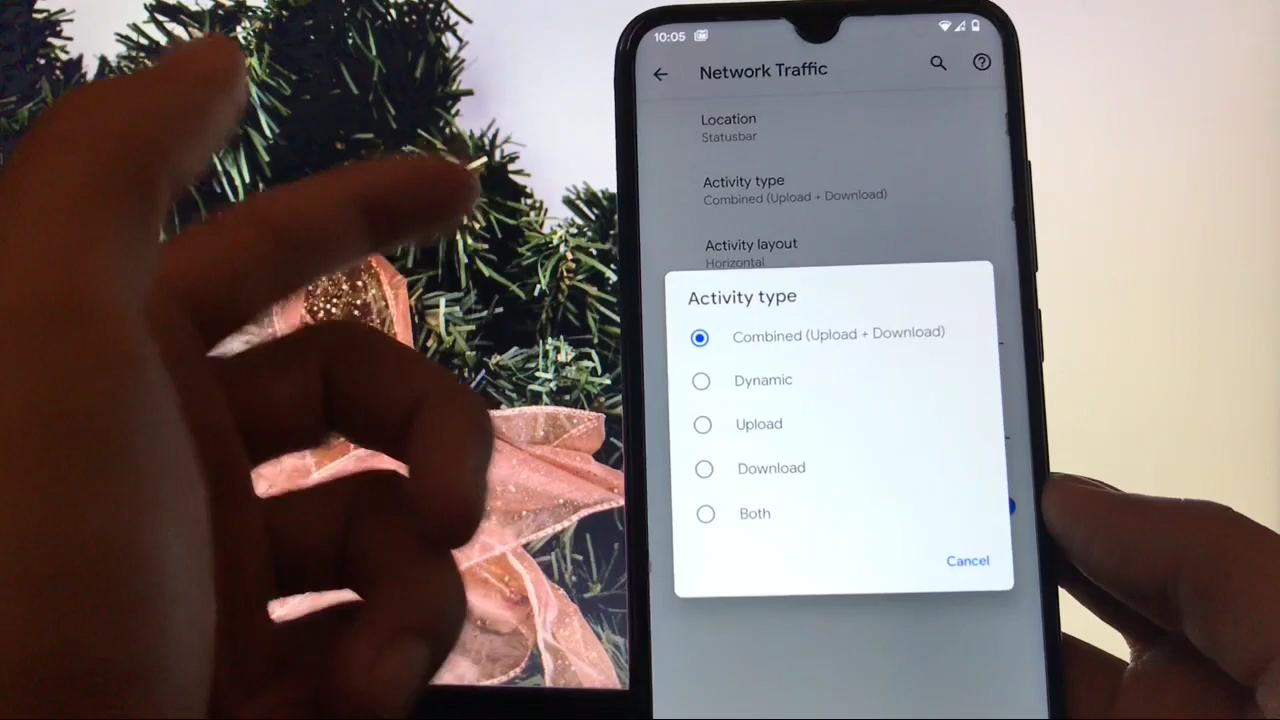 10:05
Network Traffic
Location
Statusbar
Activity type
Combined (Upload + Download)
Activity layout
Horizontal
Activity type
Combined (Upload + Download)
Dynamic
Upload
Download
Both
Cancel